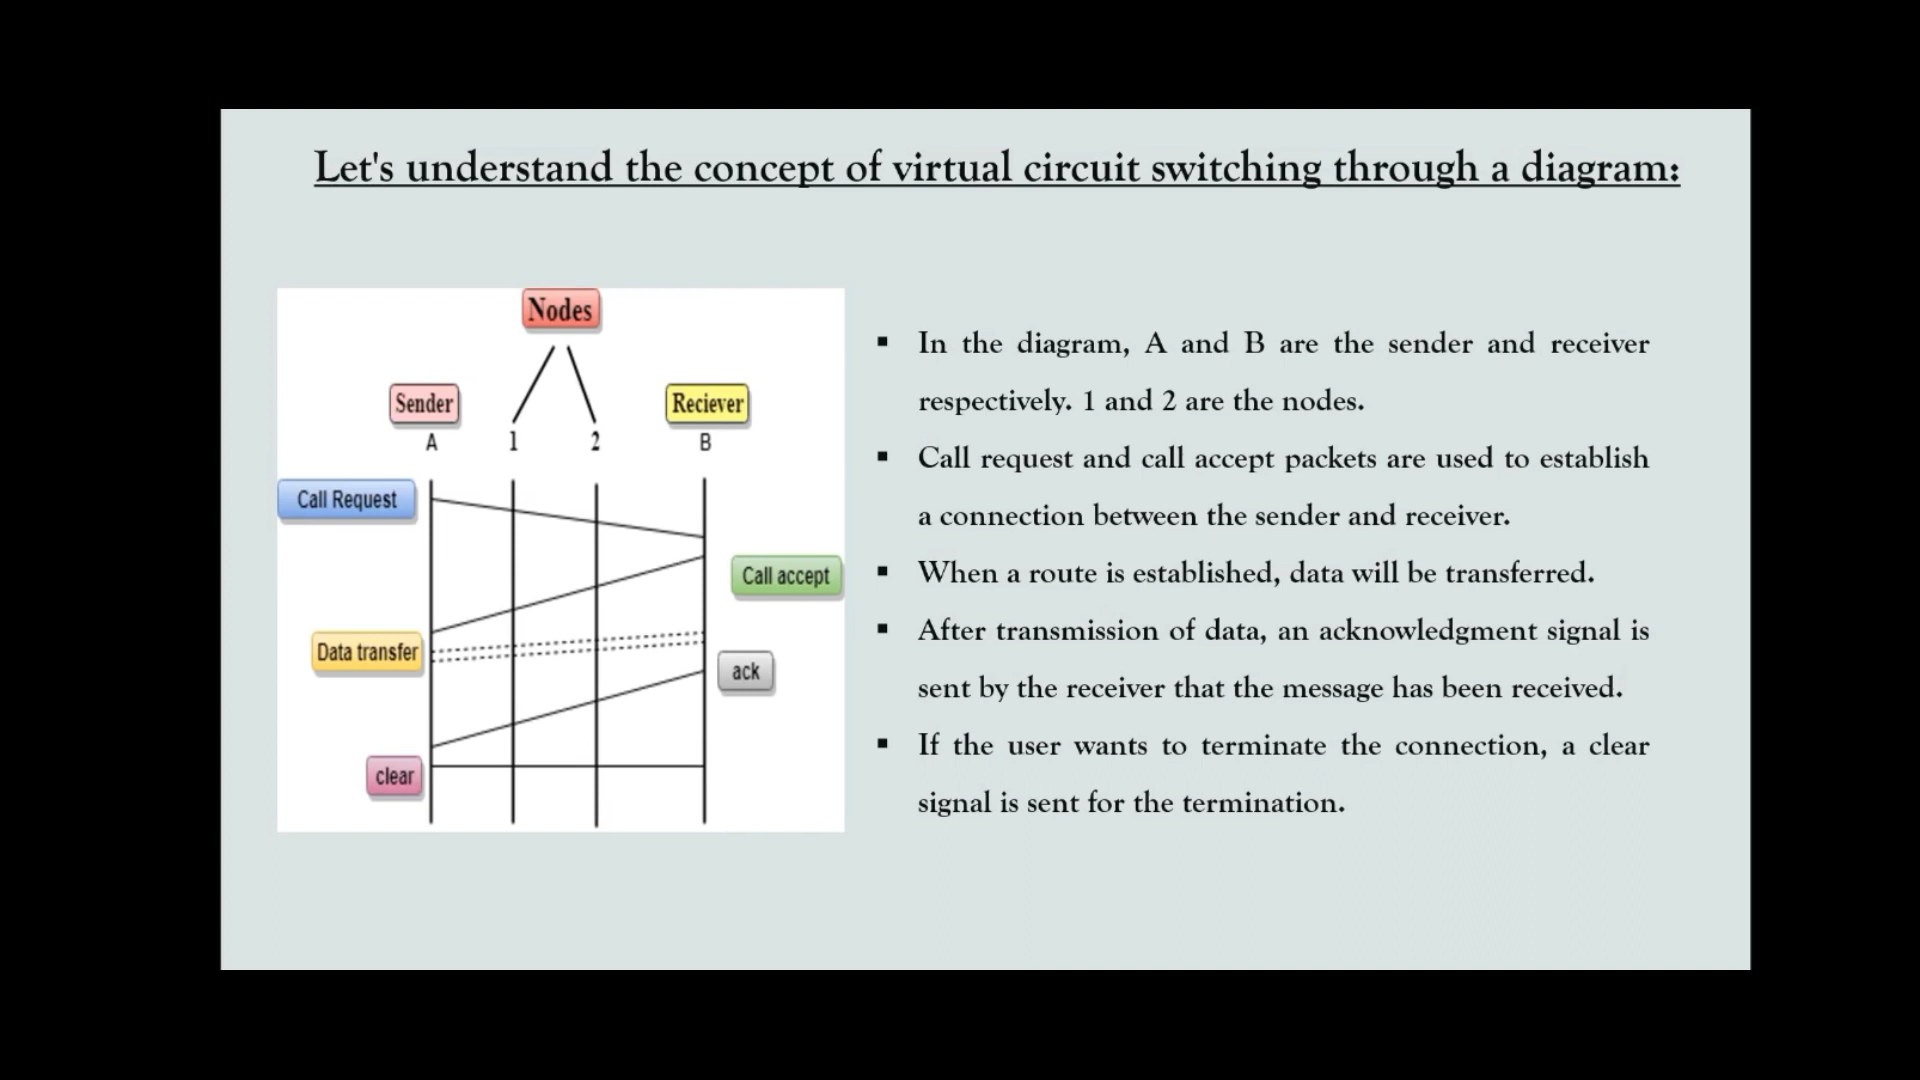 Let's understand the concept of virtual circuit switching through a diagram:
Nodes
Sender
Reciever
A
1
2
B
Call Request
Call accept
Data transfer
ack
clear
▪ In the diagram, A and B are the sender and receiver
respectively. 1 and 2 are the nodes.
▪ Call request and call accept packets are used to establish
a connection between the sender and receiver.
▪ When a route is established, data will be transferred.
▪ After transmission of data, an acknowledgment signal is
sent by the receiver that the message has been received.
▪ If the user wants to terminate the connection, a clear
signal is sent for the termination.